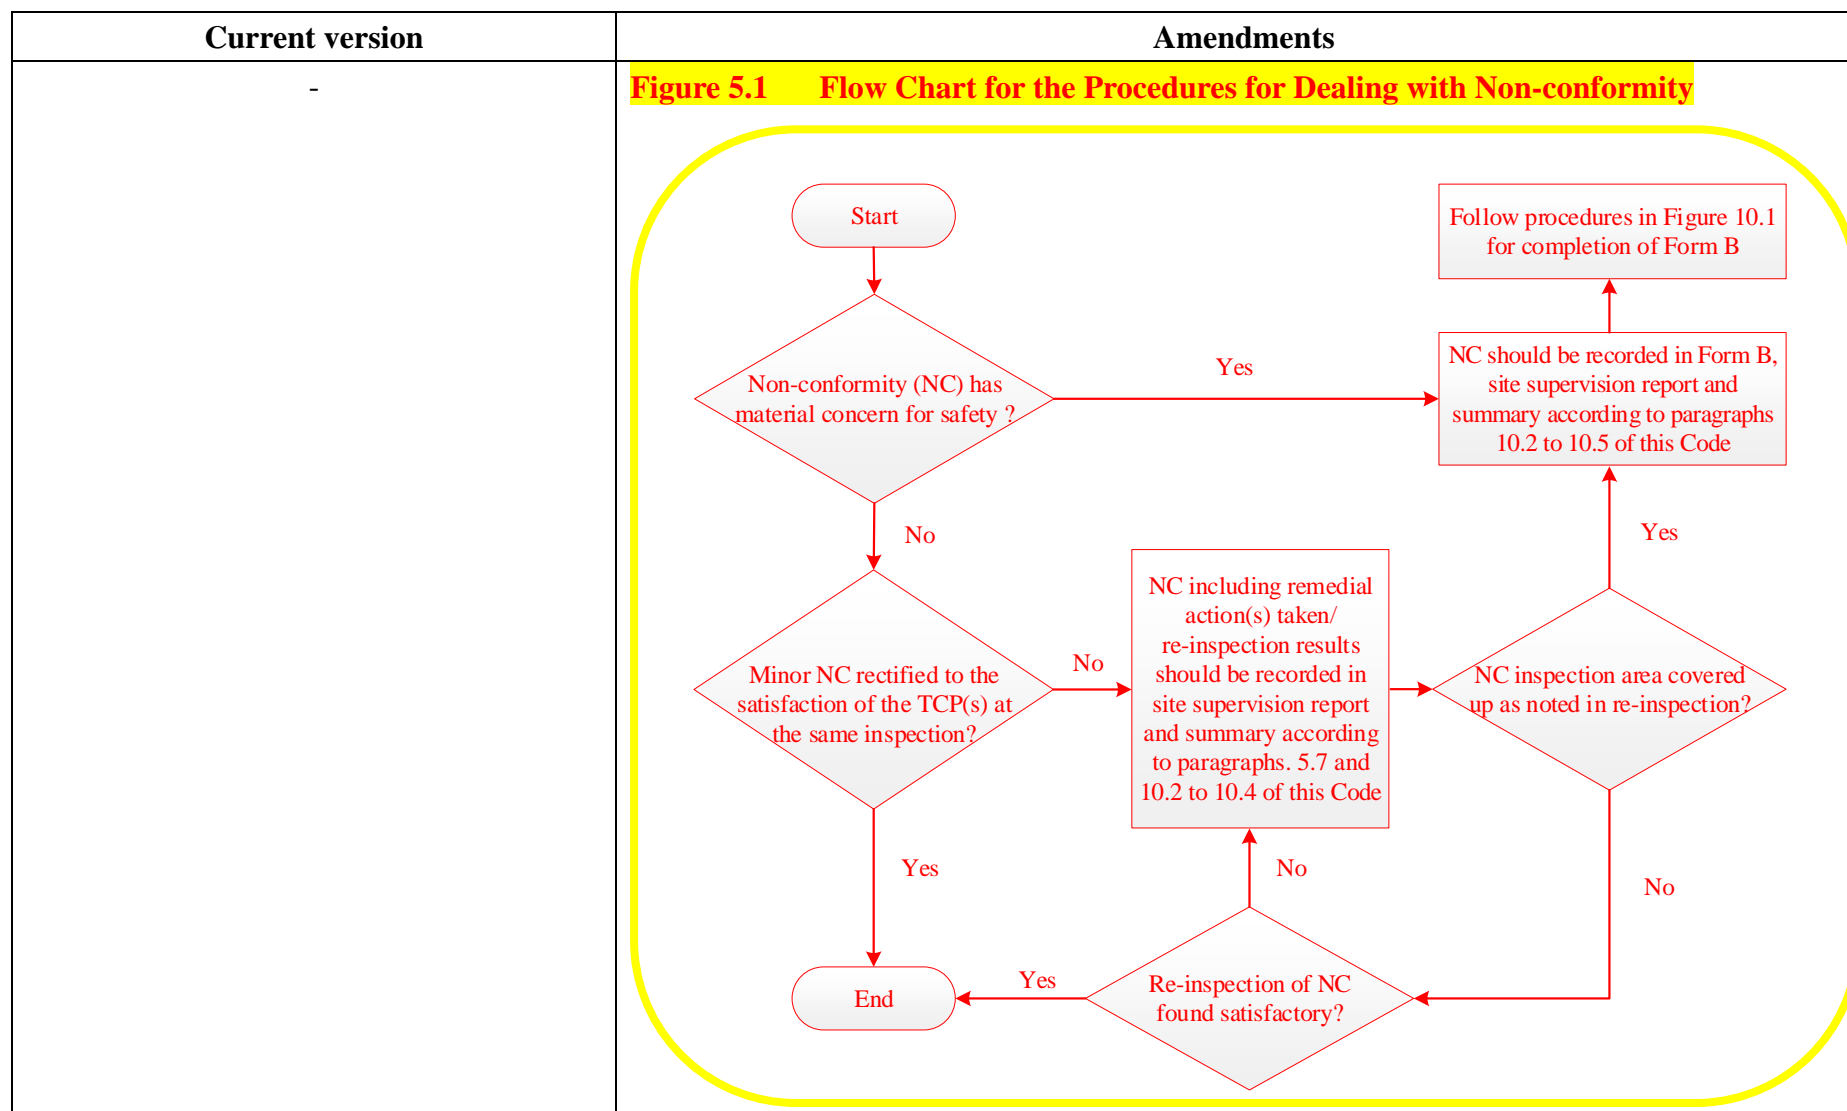 Current version
Amendments
-
Figure 5.1 Flow Chart for the Procedures for Dealing with Non-conformity
Start
Follow procedures in Figure 10.1
for completion of Form B
Non-conformity (NC) has
material concern for safety ?
Yes
NC should be recorded in Form B,
site supervision report and
summary according to paragraphs
10.2 to 10.5 of this Code
No
Yes
Minor NC rectified to the
satisfaction of the TCP(s) at
the same inspection?
No
NC including remedial
action(s) taken/
re-inspection results
should be recorded in
site supervision report
and summary according
to paragraphs. 5.7 and
10.2 to 10.4 of this Code
NC inspection area covered
up as noted in re-inspection?
Yes
No
No
End
Yes
Re-inspection of NC
found satisfactory?